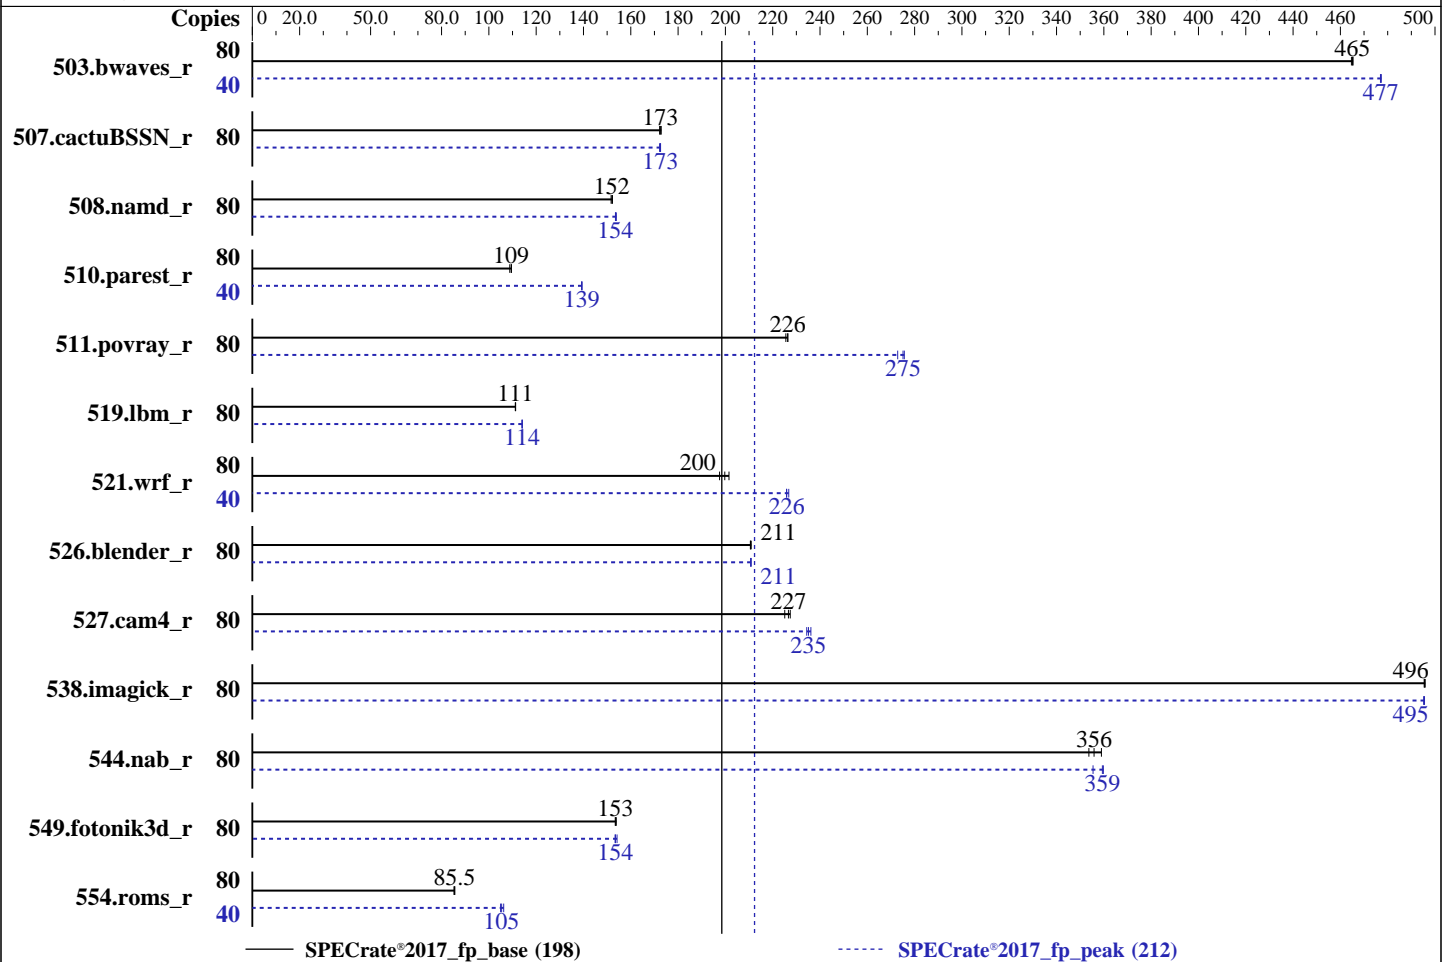 Copies 0 20.0 50.0 80.0 100 120 140 160 180 200 220 240 260 280 300 320 340 360 380 400 420 440 460 500
503.bwaves_r 80 465
40 477
507.cactuBSSN_r 80 173
173
508.namd_r 80 152
154
510.parest_r 80 109
40 139
511.povray_r 80 226
275
519.lbm_r 80 111
114
521.wrf_r 80 200
40 226
526.blender_r 80 211
211
527.cam4_r 80 227
235
538.imagick_r 80 496
495
544.nab_r 80 356
359
549.fotonik3d_r 80 153
154
554.roms_r 80 85.5
40 105
SPECrate®2017_fp_base (198) SPECrate®2017_fp_peak (212)